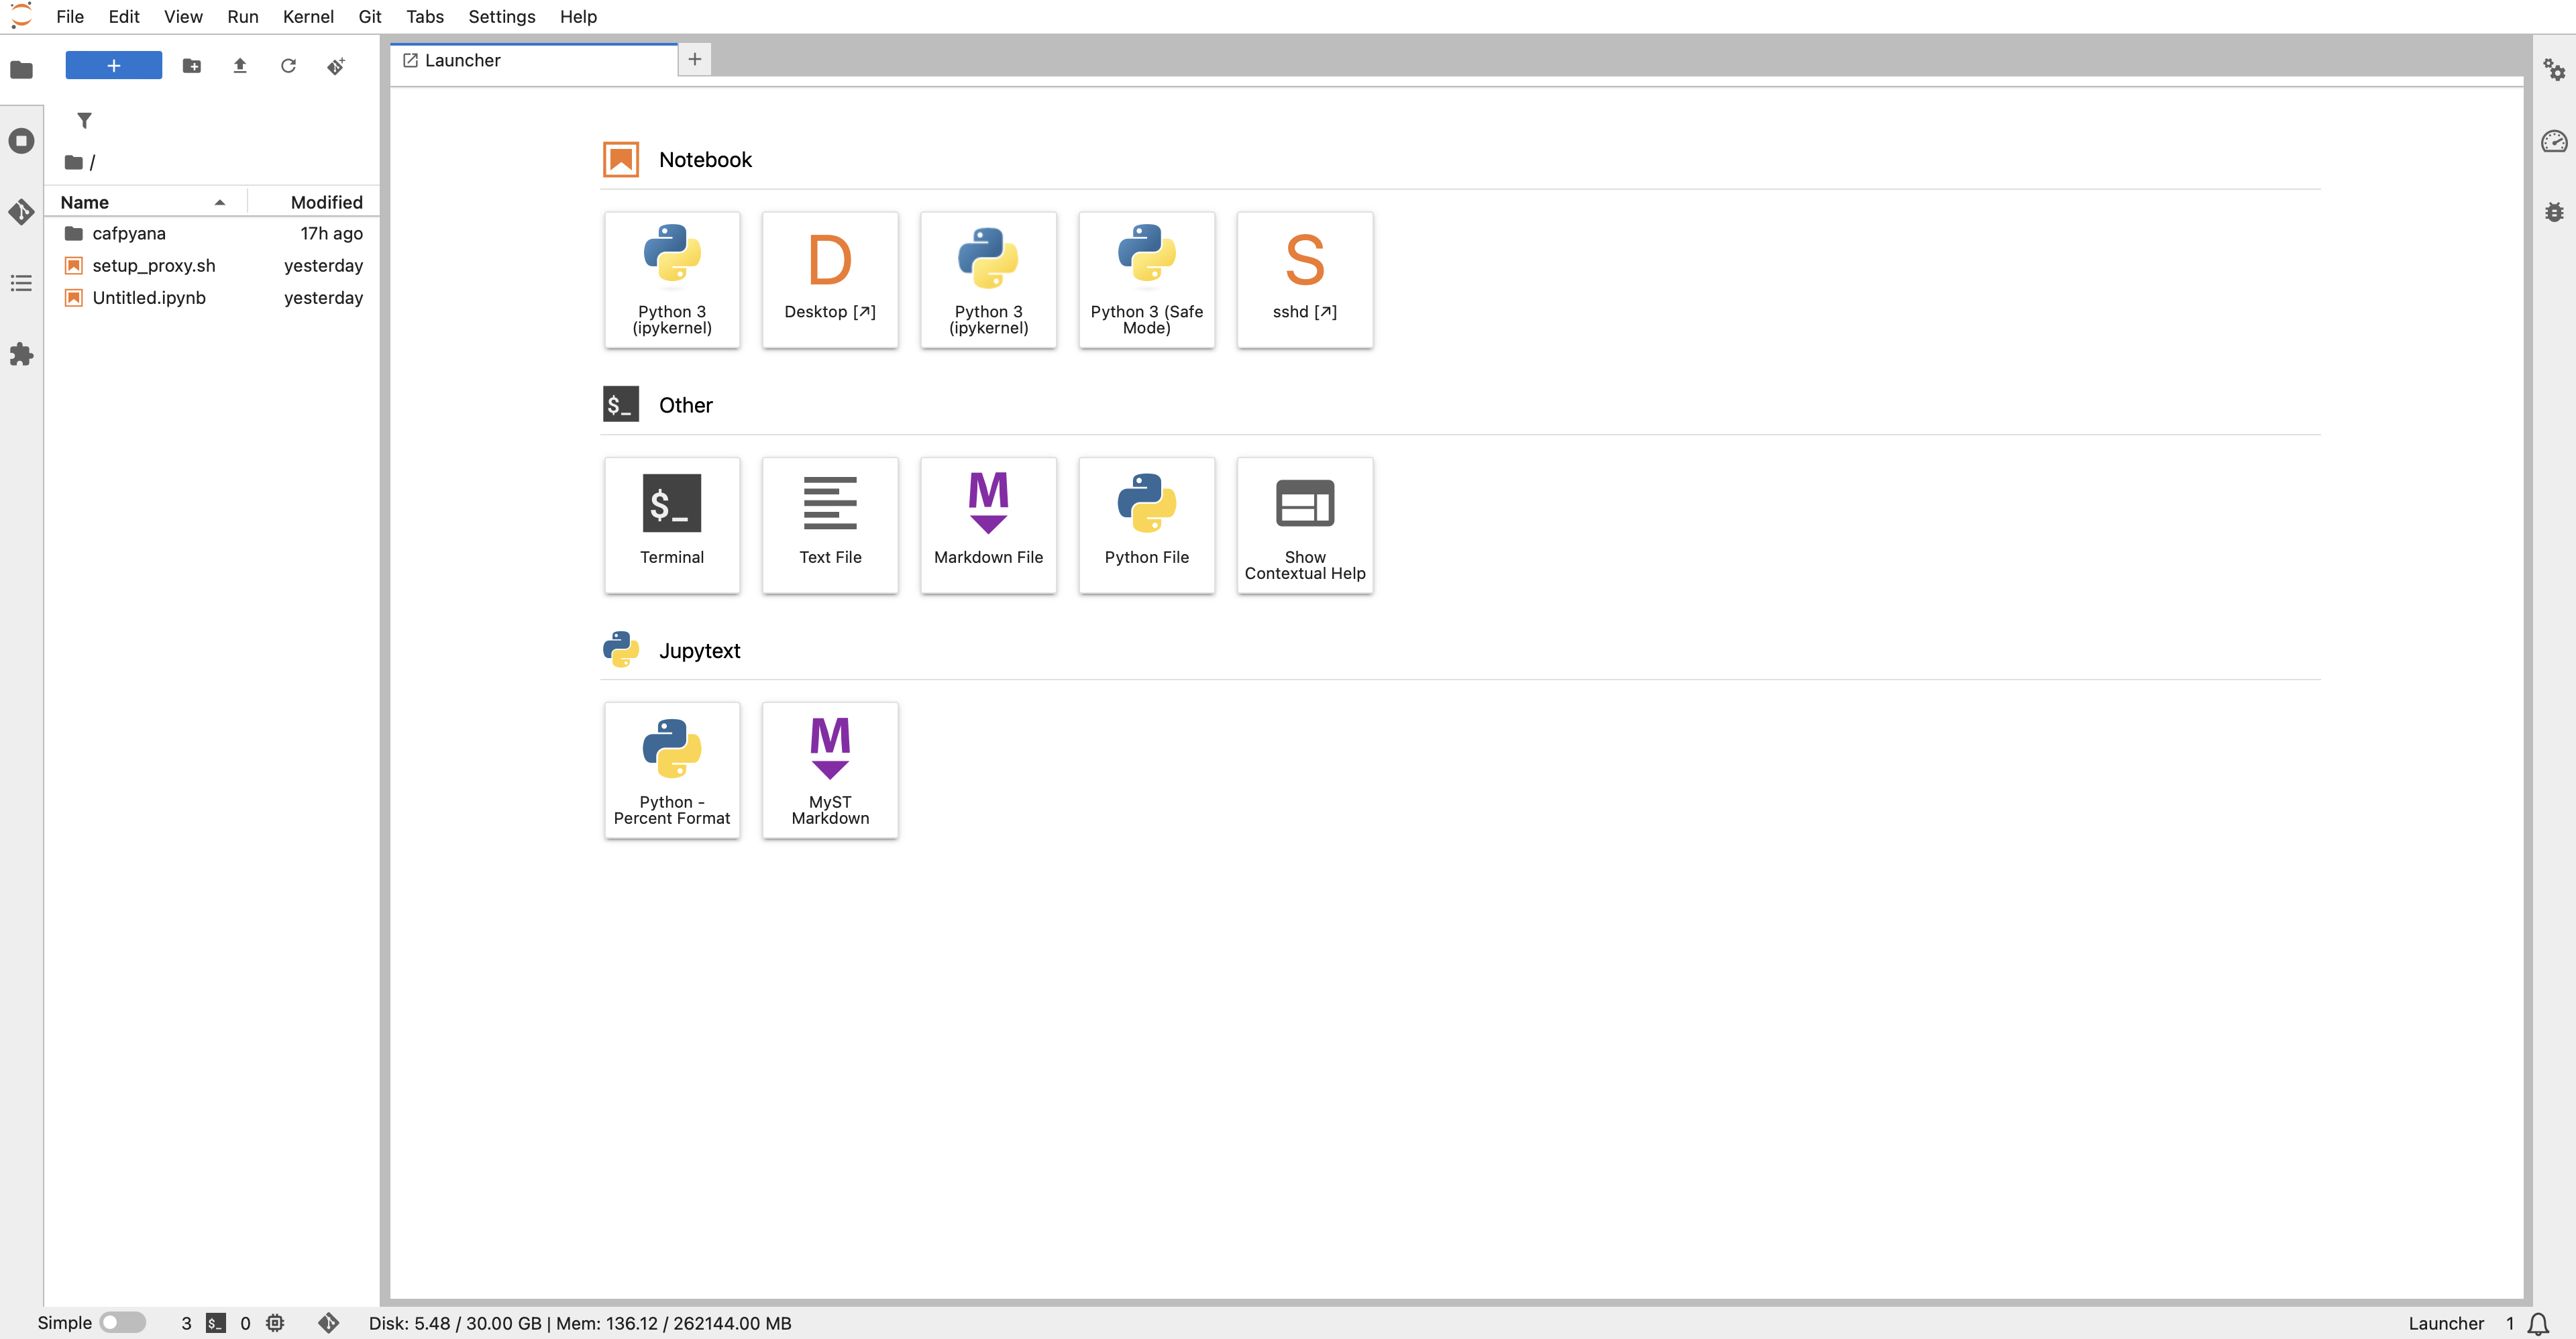 File Edit View Run Kernel Git Tabs Settings Help
Launcher
/
Name Modified
cafpyana 17h ago
setup_proxy.sh yesterday
Untitled.ipynb yesterday
Notebook
Python 3
(ipykernel)
D
Desktop [↗]
Python 3
(ipykernel)
Python 3 (Safe
Mode)
S
sshd [↗]
$_ Other
$_
Terminal
Text File
M
Markdown File
Python File
Show
Contextual Help
Jupytext
Python -
Percent Format
M
MyST
Markdown
Simple 3 $_ 0 Disk: 5.48 / 30.00 GB | Mem: 136.12 / 262144.00 MB Launcher 1